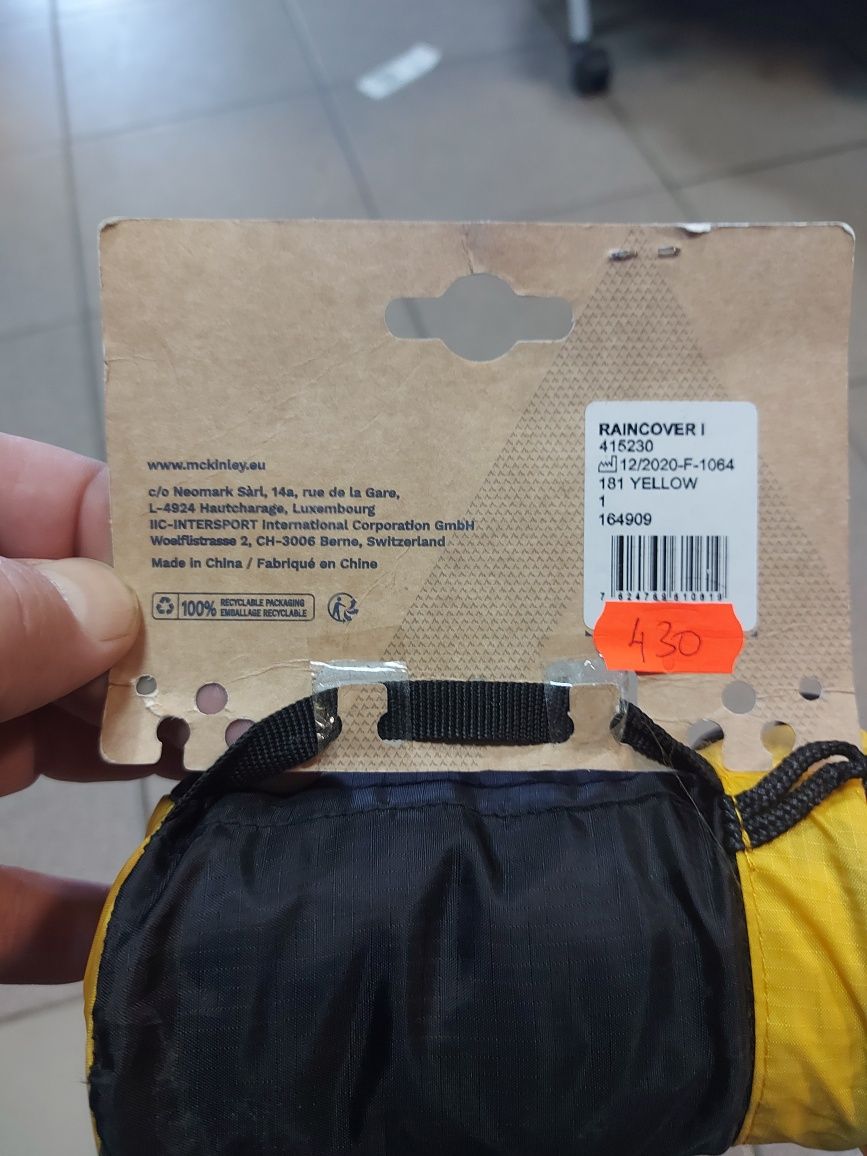 www.mckinley.eu
c/o Neomark Sàrl, 14a, rue de la Gare,
L-4924 Hautcharage, Luxembourg
IIC-INTERSPORT International Corporation GmbH
Woelflistrasse 2, CH-3006 Berne, Switzerland
Made in China / Fabriqué en Chine
100% RECYCLABLE PACKAGING
EMBALLAGE RECYCLABLE
RAINCOVER I
415230
12/2020-F-1064
181 YELLOW
1
164909
430